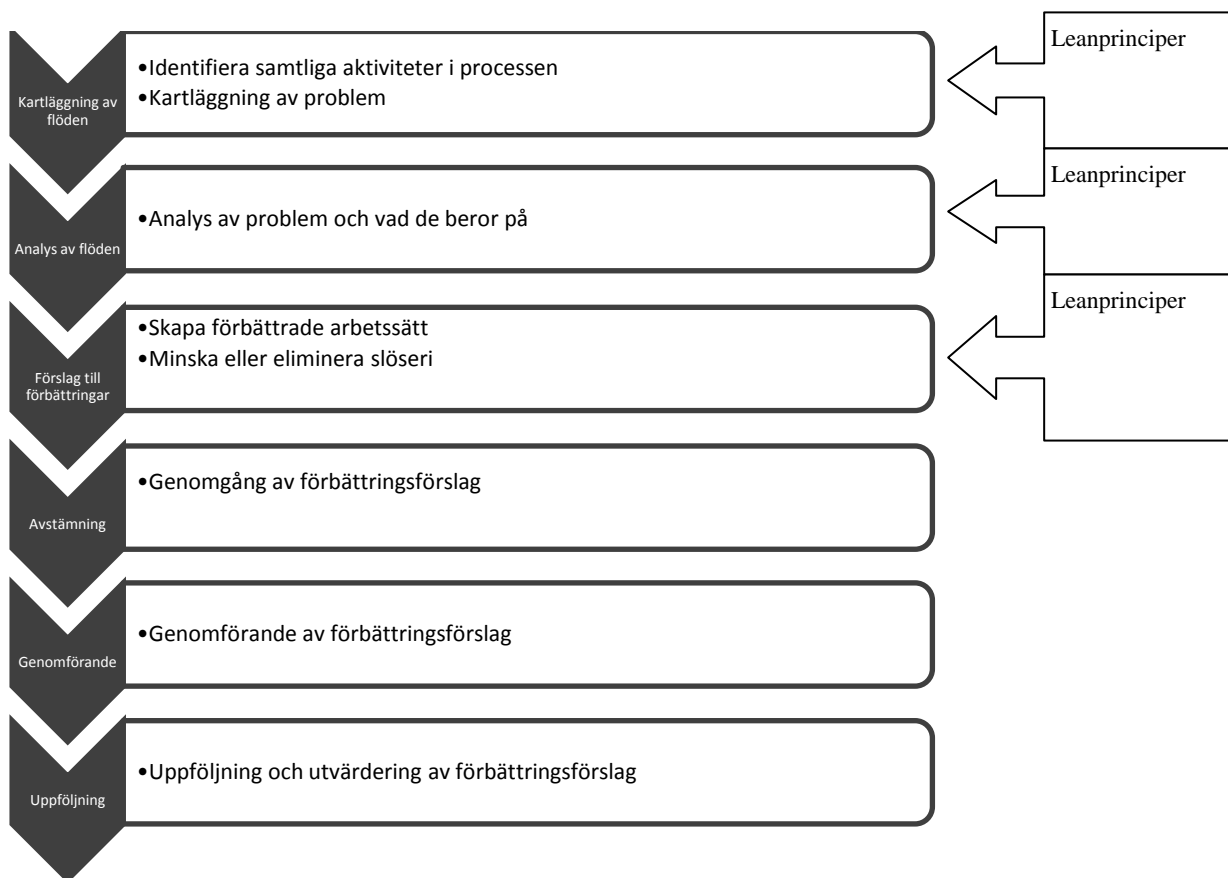 Kartläggning av
flöden
•Identifiera samtliga aktiviteter i processen
•Kartläggning av problem
Leanprinciper
Analys av flöden
•Analys av problem och vad de beror på
Leanprinciper
Förslag till
förbättringar
•Skapa förbättrade arbetssätt
•Minska eller eliminera slöseri
Leanprinciper
Avstämning
•Genomgång av förbättringsförslag
Genomförande
•Genomförande av förbättringsförslag
Uppföljning
•Uppföljning och utvärdering av förbättringsförslag